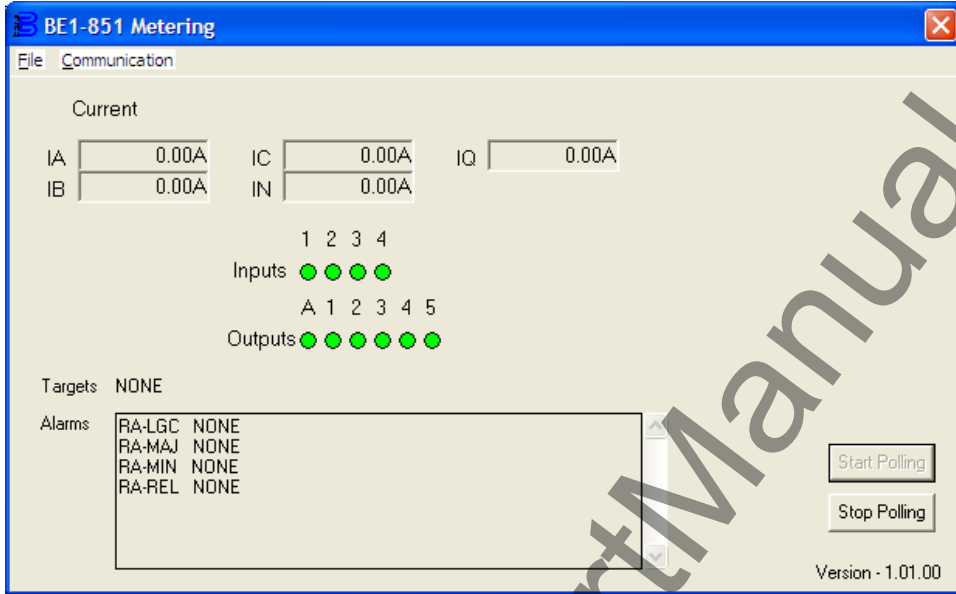 BE1-851 Metering
File Communication
Current
IA 0.00A IC 0.00A IQ 0.00A
IB 0.00A IN 0.00A
1 2 3 4
Inputs
A 1 2 3 4 5
Outputs
Targets NONE
Alarms RA-LGC NONE
RA-MAJ NONE
RA-MIN NONE
RA-REL NONE
Start Polling
Stop Polling
Version - 1.01.00
rtManual